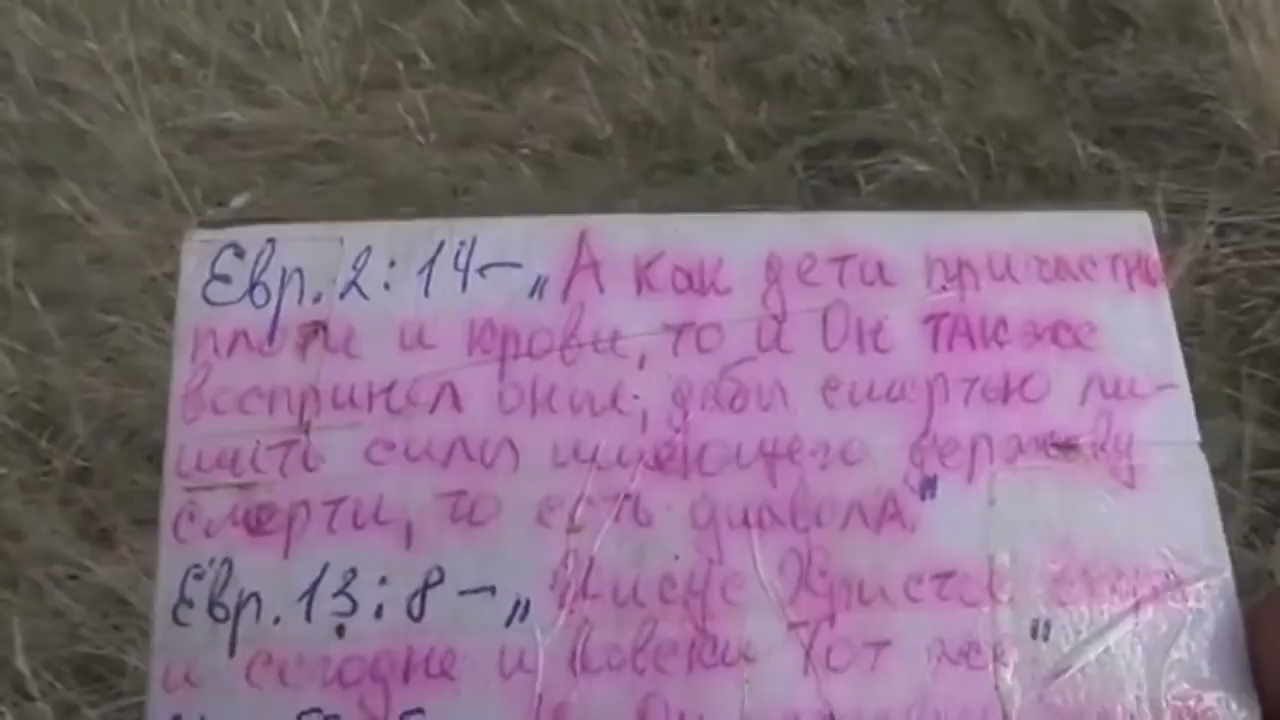 Евр. 2:14 – „А как дети причастны
плоти и крови, то и Он также
воспринял оные, дабы смертью ли-
шить силы имеющего державу
смерти, то есть диавола."
Евр. 13:8 – „Иисус Христос вчера
и сегодня и вовеки Тот же"